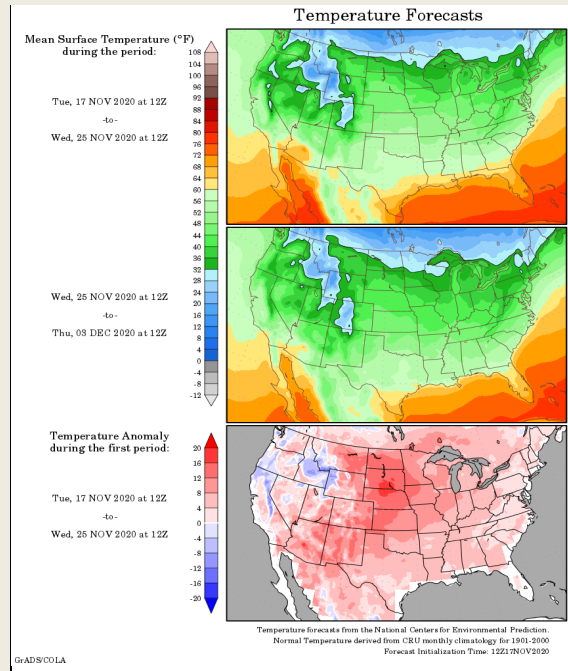 Temperature Forecasts
Mean Surface Temperature (°F)
during the period:
Tue, 17 NOV 2020 at 12Z
-to-
Wed, 25 NOV 2020 at 12Z
108
104
100
96
92
88
84
80
76
72
68
64
60
56
52
48
44
40
36
32
28
24
20
16
12
8
4
0
-4
-8
-12
Wed, 25 NOV 2020 at 12Z
-to-
Thu, 03 DEC 2020 at 12Z
Temperature Anomaly
during the first period:
Tue, 17 NOV 2020 at 12Z
-to-
Wed, 25 NOV 2020 at 12Z
20
16
12
8
4
0
-4
-8
-12
-16
-20
Temperature forecasts from the National Centers for Environmental Prediction.
Normal Temperature derived from CRU monthly climatology for 1901-2000
Forecast Initialization Time: 12Z17NOV2020
GrADS/COLA